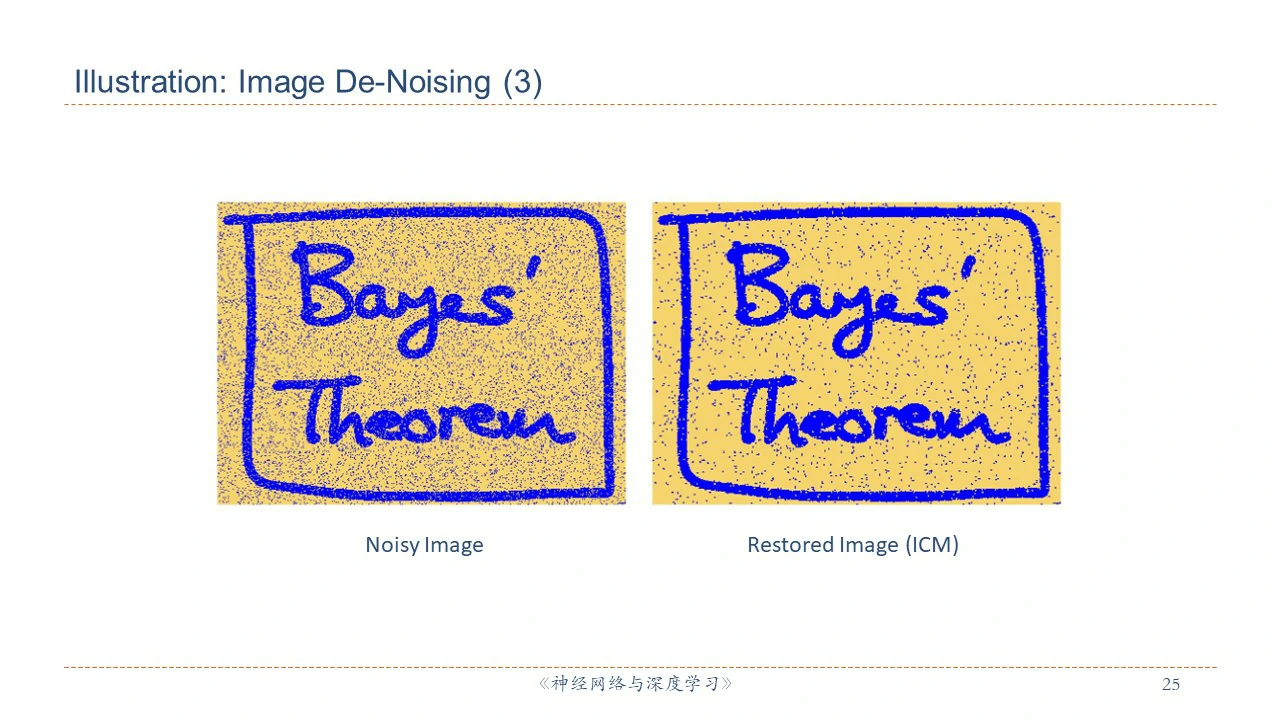 Illustration: Image De-Noising (3)
Bayes'
Theorem
Bayes'
Theorem
Noisy Image
Restored Image (ICM)
《神经网络与深度学习》
25